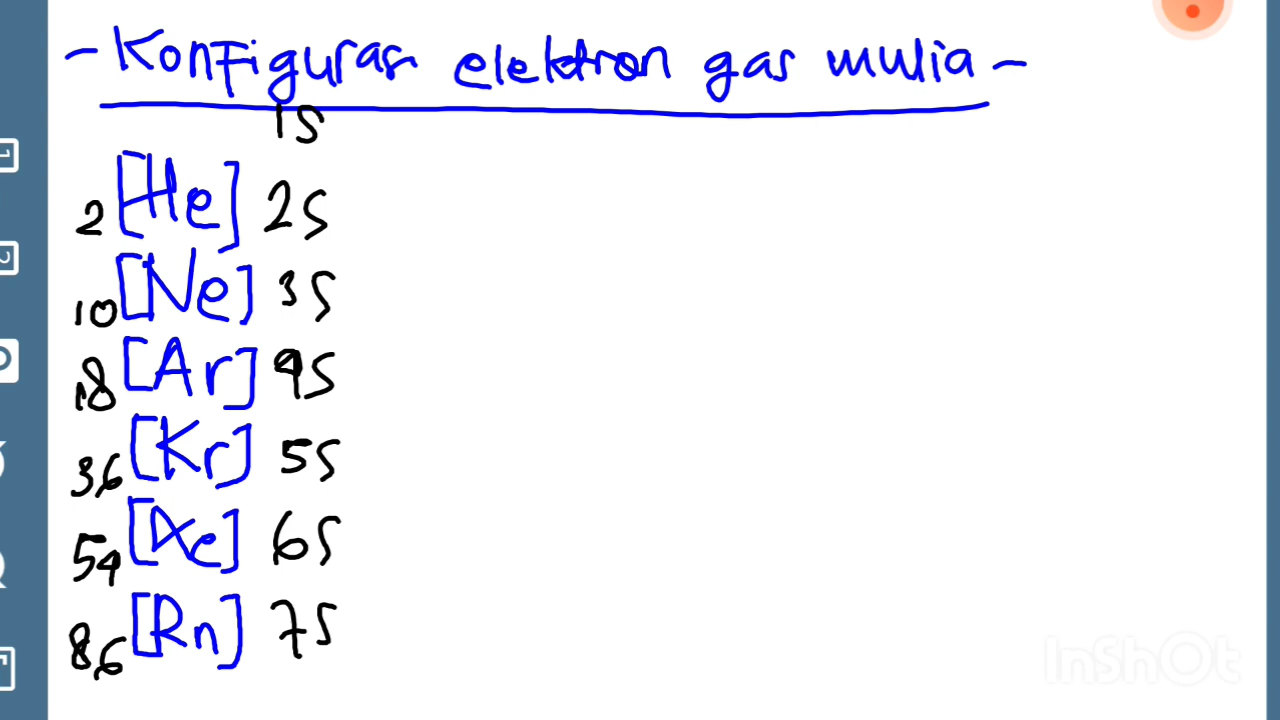 - Konfigurasi elektron gas mulia -
1s
2 [He] 2s
10 [Ne] 3s
18 [Ar] 4s
36 [Kr] 5s
54 [Xe] 6s
86 [Rn] 7s
InShOt